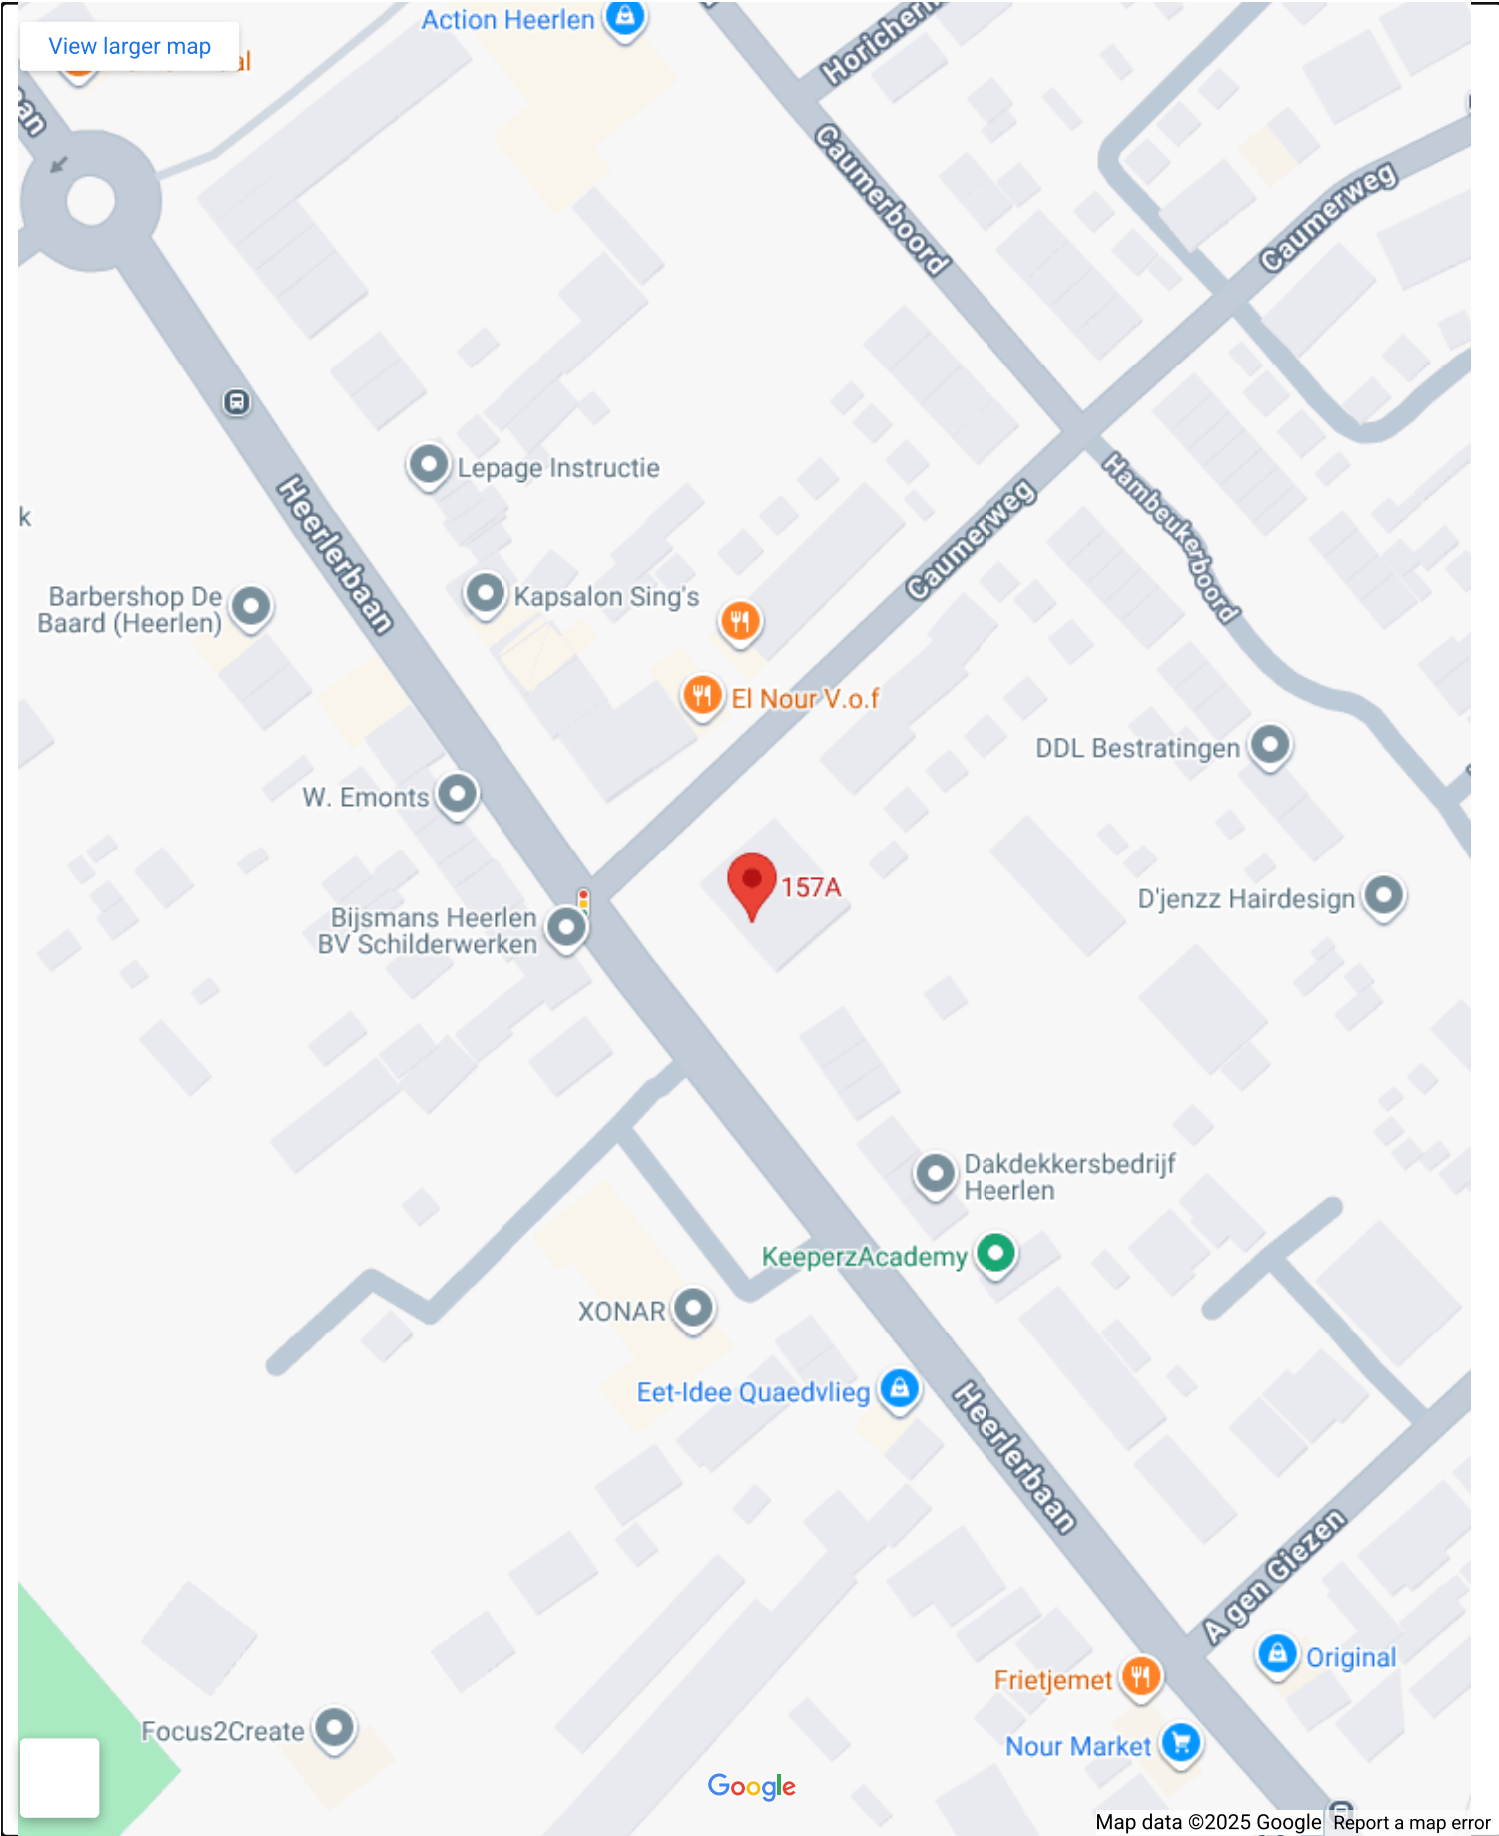 Action Heerlen
View larger map
al
Horichem
Caumerboord
Caumerweg
Lepage Instructie
Heerlerbaan
Hambeukerboord
k
Caumerweg
Barbershop De
Baard (Heerlen)
Kapsalon Sing's
El Nour V.o.f
DDL Bestratingen
W. Emonts
157A
D'jenzz Hairdesign
Bijsmans Heerlen
BV Schilderwerken
Dakdekkersbedrijf
Heerlen
KeeperzAcademy
XONAR
Eet-Idee Quaedvlieg
Heerlerbaan
A gen Giezen
Original
Frietjemet
Focus2Create
Nour Market
Google
Map data ©2025 Google
Report a map error